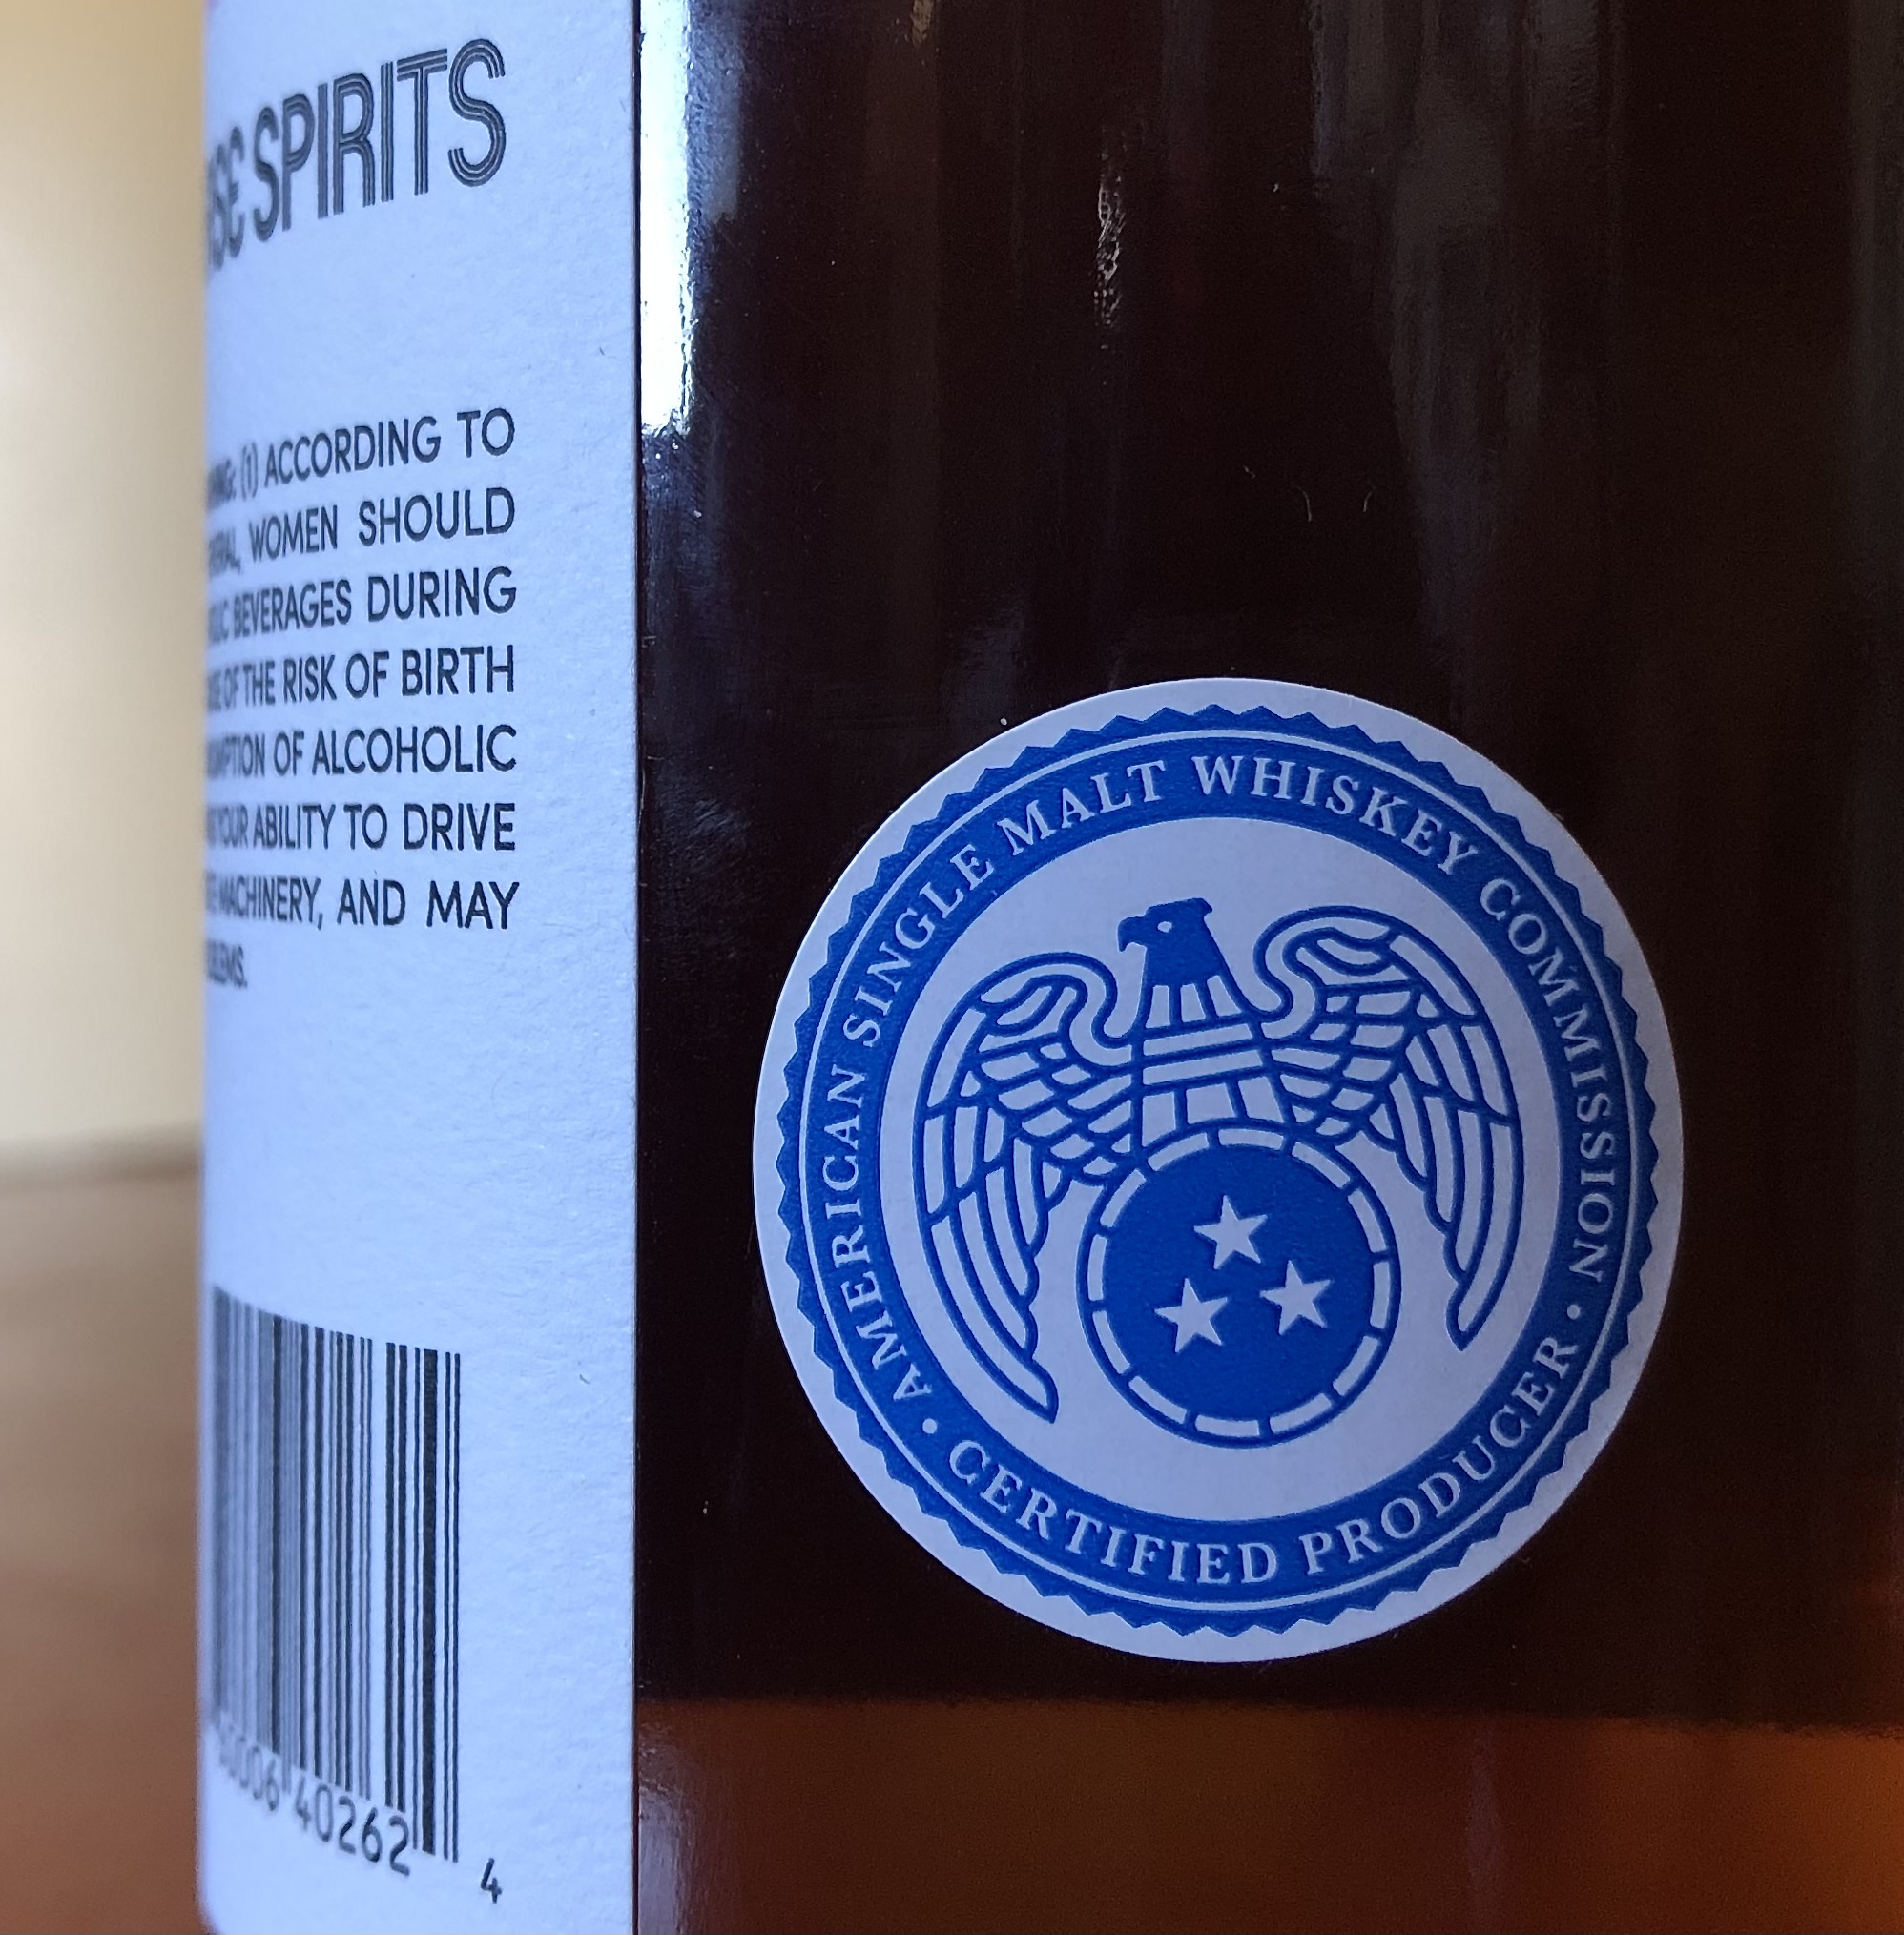 SPIRITS
(1) ACCORDING TO
WOMEN SHOULD
BEVERAGES DURING
OF THE RISK OF BIRTH
OF ALCOHOLIC
YOUR ABILITY TO DRIVE
MACHINERY, AND MAY
40262
4
AMERICAN SINGLE MALT WHISKEY COMMISSION
• CERTIFIED PRODUCER •